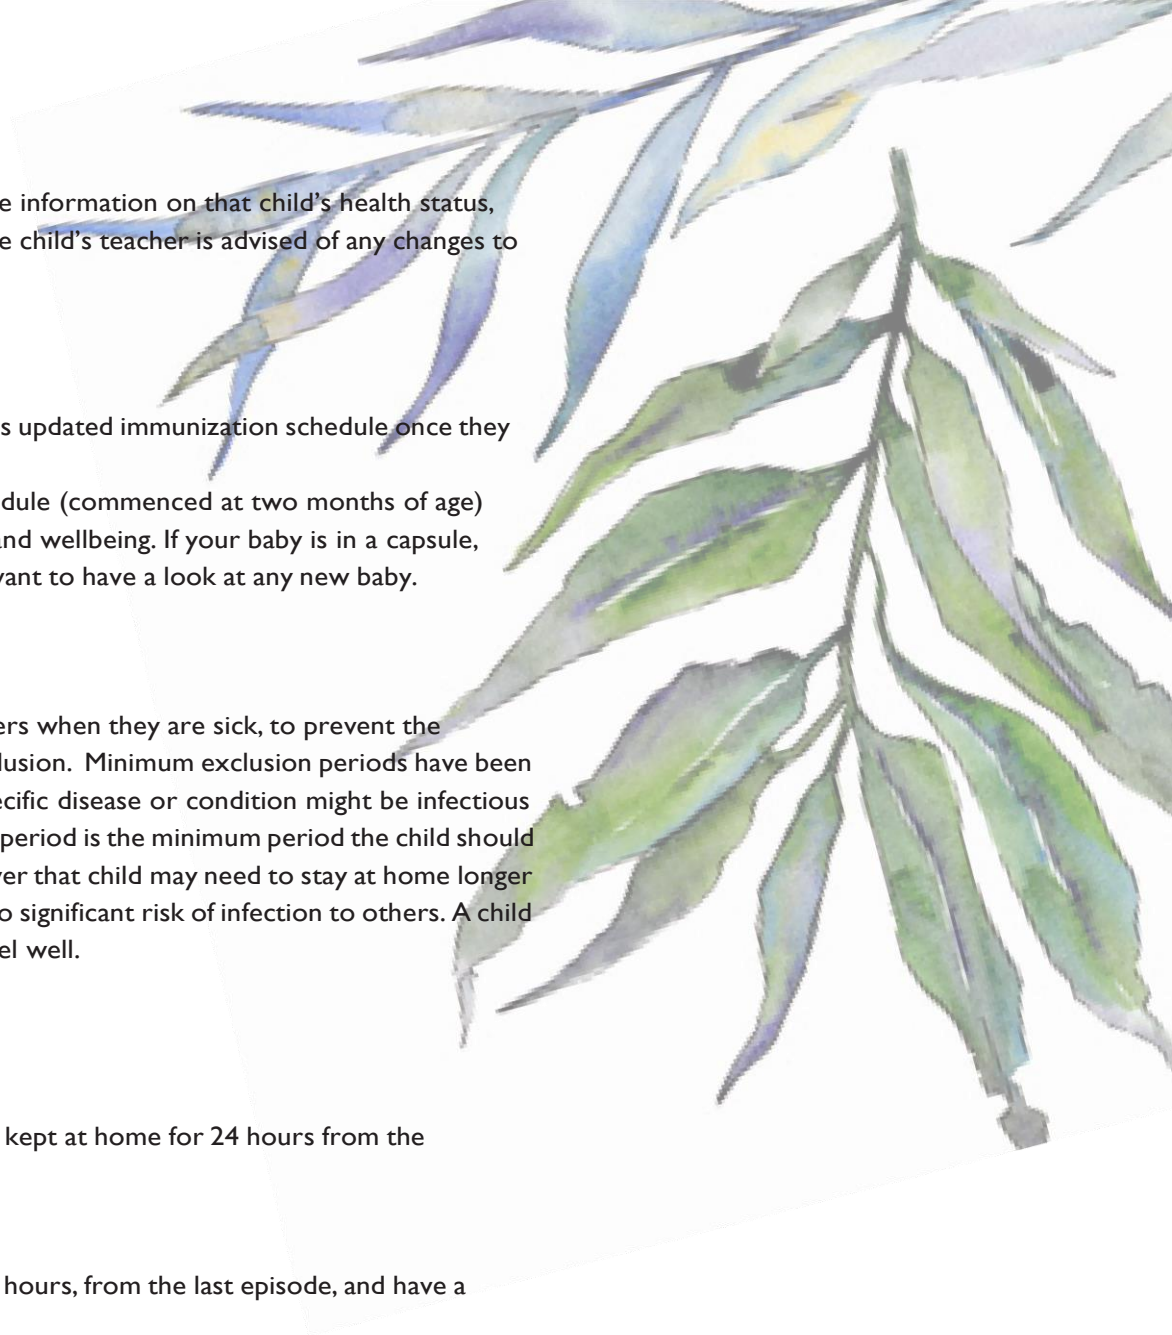 e information on that child's health status,
e child's teacher is advised of any changes to
s updated immunization schedule once they
dule (commenced at two months of age)
and wellbeing. If your baby is in a capsule,
want to have a look at any new baby.
ers when they are sick, to prevent the
lusion. Minimum exclusion periods have been
ecific disease or condition might be infectious
period is the minimum period the child should
ver that child may need to stay at home longer
o significant risk of infection to others. A child
el well.
kept at home for 24 hours from the
hours, from the last episode, and have a